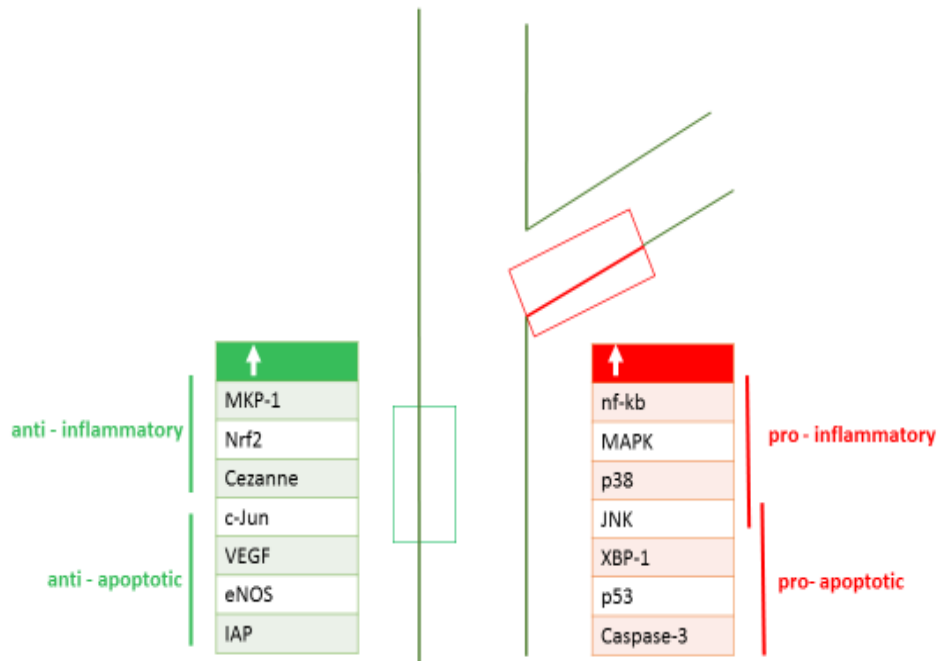 anti - inflammatory
anti - apoptotic
MKP-1
Nrf2
Cezanne
c-Jun
VEGF
eNOS
IAP
nf-kb
MAPK
p38
JNK
XBP-1
p53
Caspase-3
pro - inflammatory
pro- apoptotic